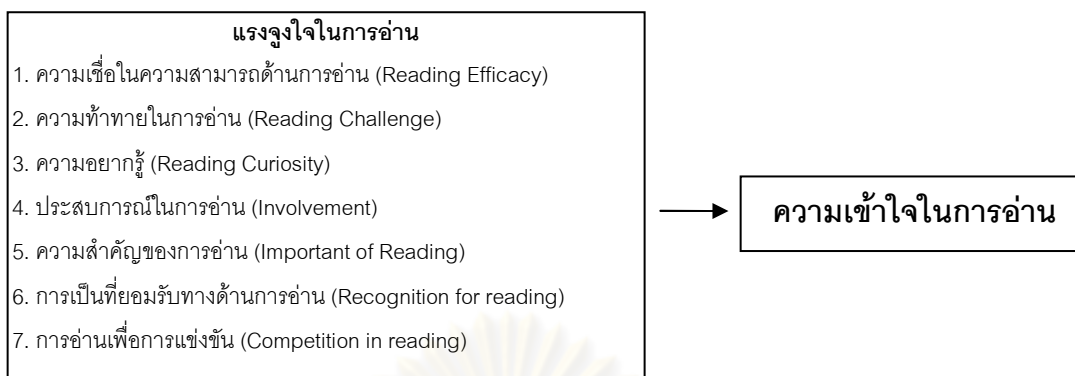 แรงจูงใจในการอ่าน
1. ความเชื่อในความสามารถด้านการอ่าน (Reading Efficacy)
2. ความท้าทายในการอ่าน (Reading Challenge)
3. ความอยากรู้ (Reading Curiosity)
4. ประสบการณ์ในการอ่าน (Involvement)
5. ความสำคัญของการอ่าน (Important of Reading)
6. การเป็นที่ยอมรับทางด้านการอ่าน (Recognition for reading)
7. การอ่านเพื่อการแข่งขัน (Competition in reading)
ความเข้าใจในการอ่าน